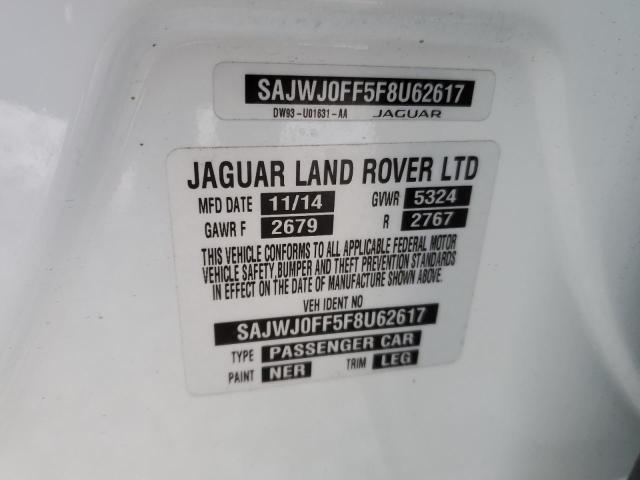 SAJWJ0FF5F8U62617
DW93-U01631-AA JAGUAR
JAGUAR LAND ROVER LTD
MFD DATE 11/14 GVWR 5324
GAWR F 2679 R 2767
THIS VEHICLE CONFORMS TO ALL APPLICABLE FEDERAL MOTOR
VEHICLE SAFETY, BUMPER AND THEFT PREVENTION STANDARDS
IN EFFECT ON THE DATE OF MANUFACTURE SHOWN ABOVE.
VEH IDENT NO
SAJWJ0FF5F8U62617
TYPE PASSENGER CAR
PAINT NER TRIM LEG